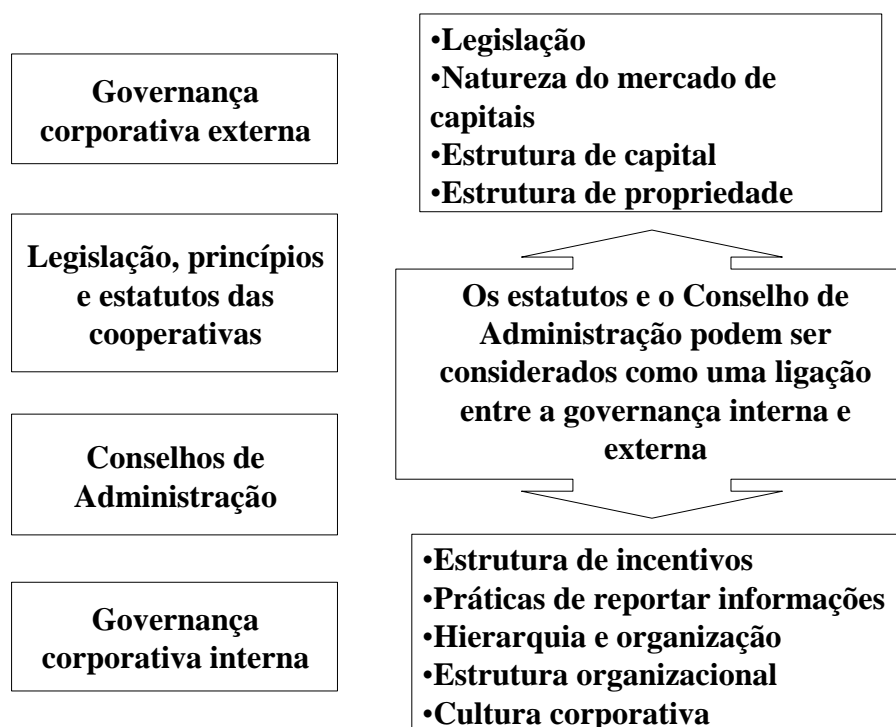 Governança
corporativa externa
•Legislação
•Natureza do mercado de
capitais
•Estrutura de capital
•Estrutura de propriedade
Legislação, princípios
e estatutos das
cooperativas
Os estatutos e o Conselho de
Administração podem ser
considerados como uma ligação
entre a governança interna e
externa
Conselhos de
Administração
Governança
corporativa interna
•Estrutura de incentivos
•Práticas de reportar informações
•Hierarquia e organização
•Estrutura organizacional
•Cultura corporativa